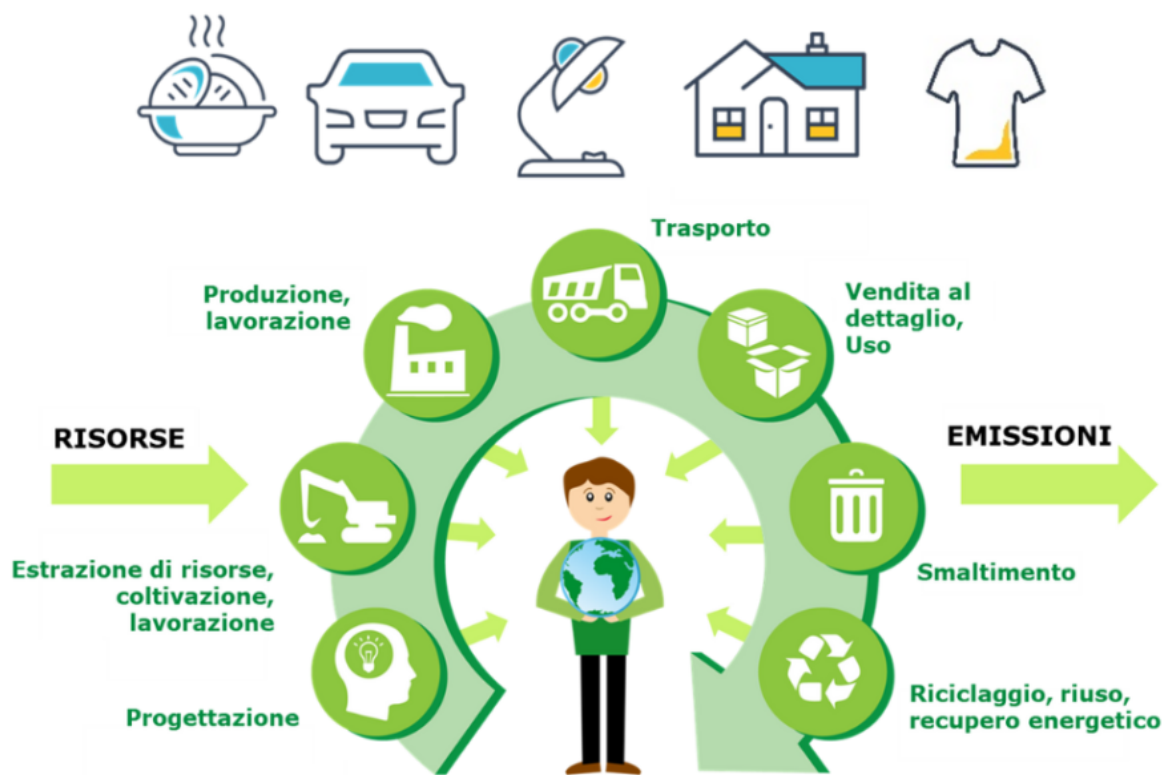 Trasporto
Produzione,
lavorazione
Vendita al
dettaglio,
Uso
RISORSE
EMISSIONI
Estrazione di risorse,
coltivazione,
lavorazione
Smaltimento
Progettazione
Riciclaggio, riuso,
recupero energetico